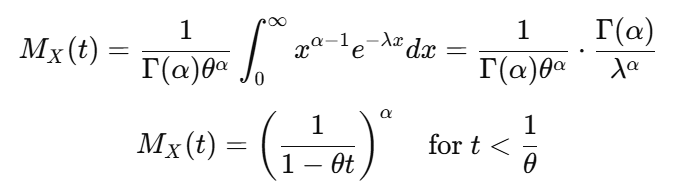 M_X(t) = \frac{1}{\Gamma(\alpha)\theta^\alpha} \int_0^\infty x^{\alpha-1} e^{-\lambda x} dx = \frac{1}{\Gamma(\alpha)\theta^\alpha} \cdot \frac{\Gamma(\alpha)}{\lambda^\alpha}
M_X(t) = \left( \frac{1}{1 - \theta t} \right)^\alpha \quad \text{for } t < \frac{1}{\theta}